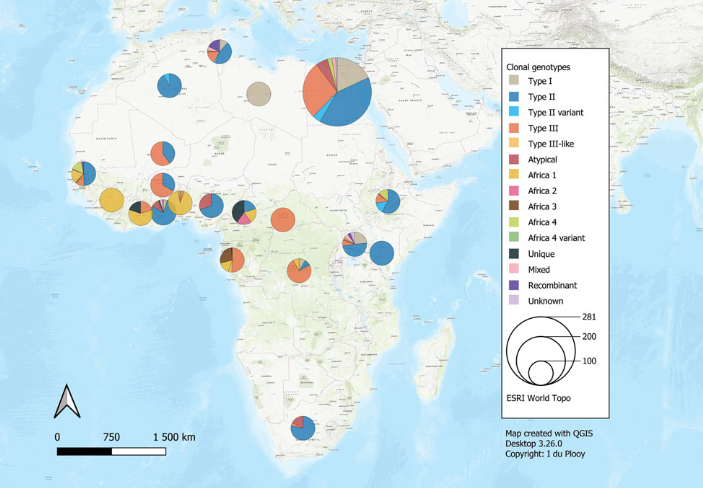 Clonal genotypes
Type I
Type II
Type II variant
Type III
Type III-like
Atypical
Africa 1
Africa 2
Africa 3
Africa 4
Africa 4 variant
Unique
Mixed
Recombinant
Unknown
281
200
100
ESRI World Topo
0 750 1 500 km
Map created with QGIS
Desktop 3.26.0
Copyright: I du Plooy